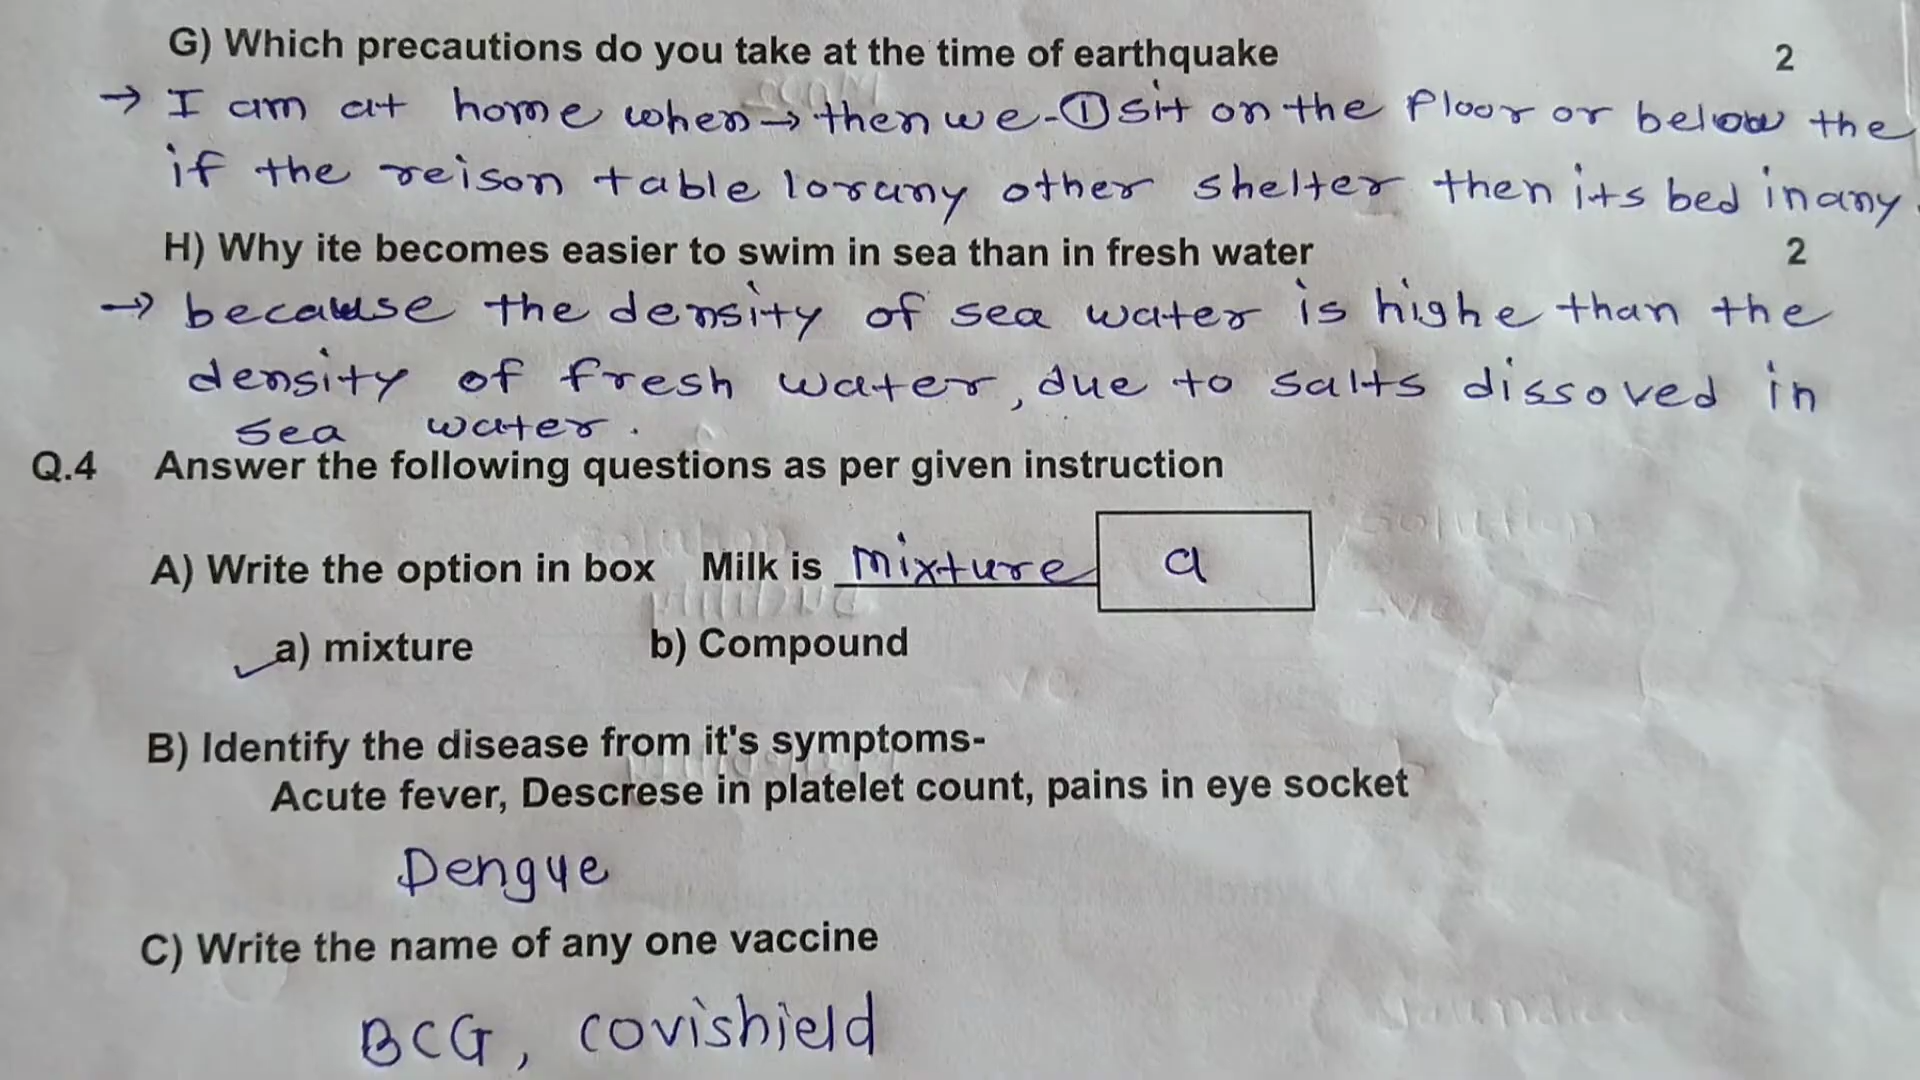 G) Which precautions do you take at the time of earthquake 2
→ I am at home when → then we - ① sit on the floor or below the
if the reison table lorany other shelter then its bed in any
H) Why ite becomes easier to swim in sea than in fresh water 2
→ because the density of sea water is highe than the
density of fresh water, due to salts dissoved in
sea water.
Q.4 Answer the following questions as per given instruction
A) Write the option in box Milk is mixture a
a) mixture b) Compound
B) Identify the disease from it's symptoms-
Acute fever, Descrese in platelet count, pains in eye socket
Dengue
C) Write the name of any one vaccine
BCG, covishield